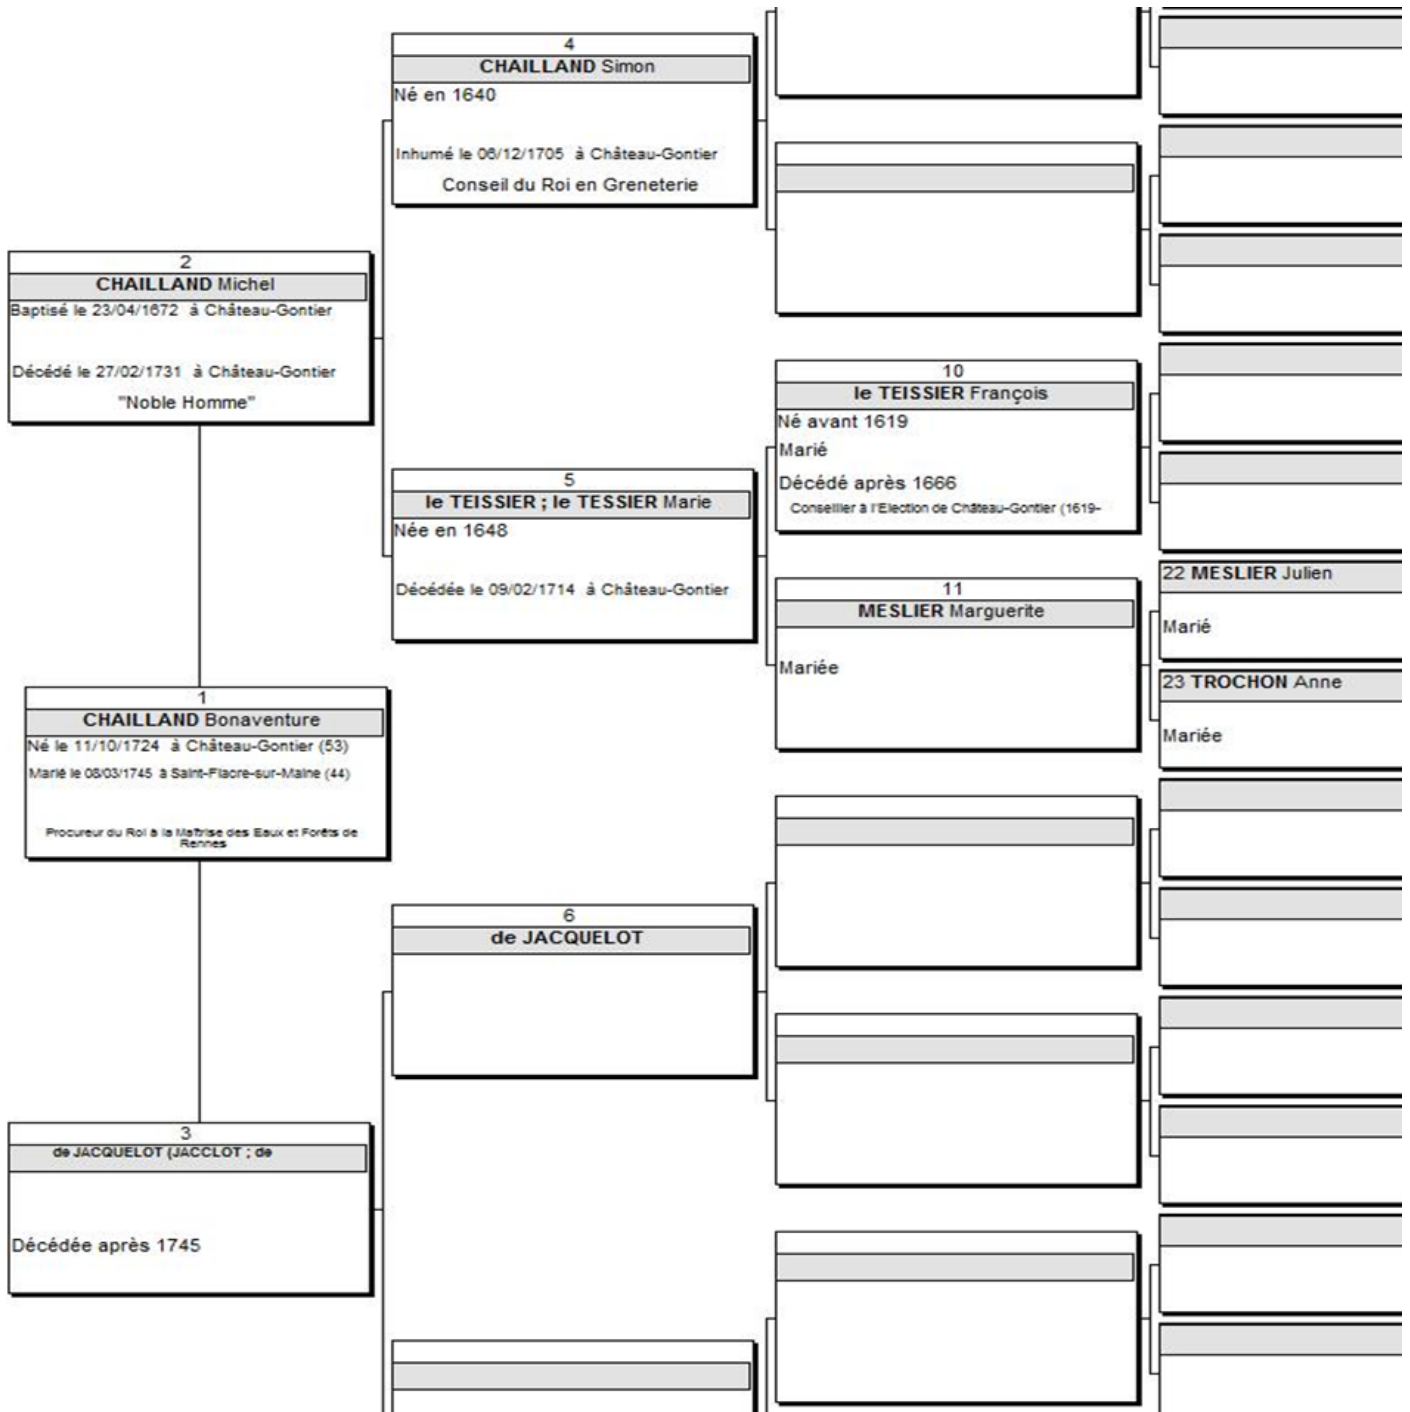 4
CHAILLAND Simon
Né en 1640
Inhumé le 06/12/1705 à Château-Gontier
Conseil du Roi en Greneterie
2
CHAILLAND Michel
Baptisé le 23/04/1672 à Château-Gontier
Décédé le 27/02/1731 à Château-Gontier
"Noble Homme"
10
le TEISSIER François
Né avant 1619
Marié
Décédé après 1666
Conseiller à l'Election de Château-Gontier (1619-
5
le TEISSIER ; le TESSIER Marie
Née en 1648
Décédée le 09/02/1714 à Château-Gontier
22 MESLIER Julien
Marié
11
MESLIER Marguerite
Mariée
23 TROCHON Anne
Mariée
1
CHAILLAND Bonaventure
Né le 11/10/1724 à Château-Gontier (53)
Marié le 08/03/1745 à Saint-Fiacre-sur-Maine (44)
Procureur du Roi à la Maîtrise des Eaux et Forêts de
Rennes
6
de JACQUELOT
3
de JACQUELOT (JACCLOT ; de
Décédée après 1745